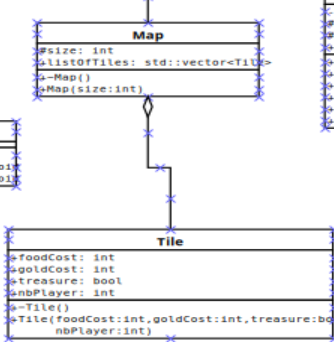 Map
#size: int
+listOfTiles: std::vector<Tile>
+~Map()
+Map(size:int)
Tile
+foodCost: int
+goldCost: int
+treasure: bool
+nbPlayer: int
+~Tile()
+Tile(foodCost:int,goldCost:int,treasure:bo
nbPlayer:int)